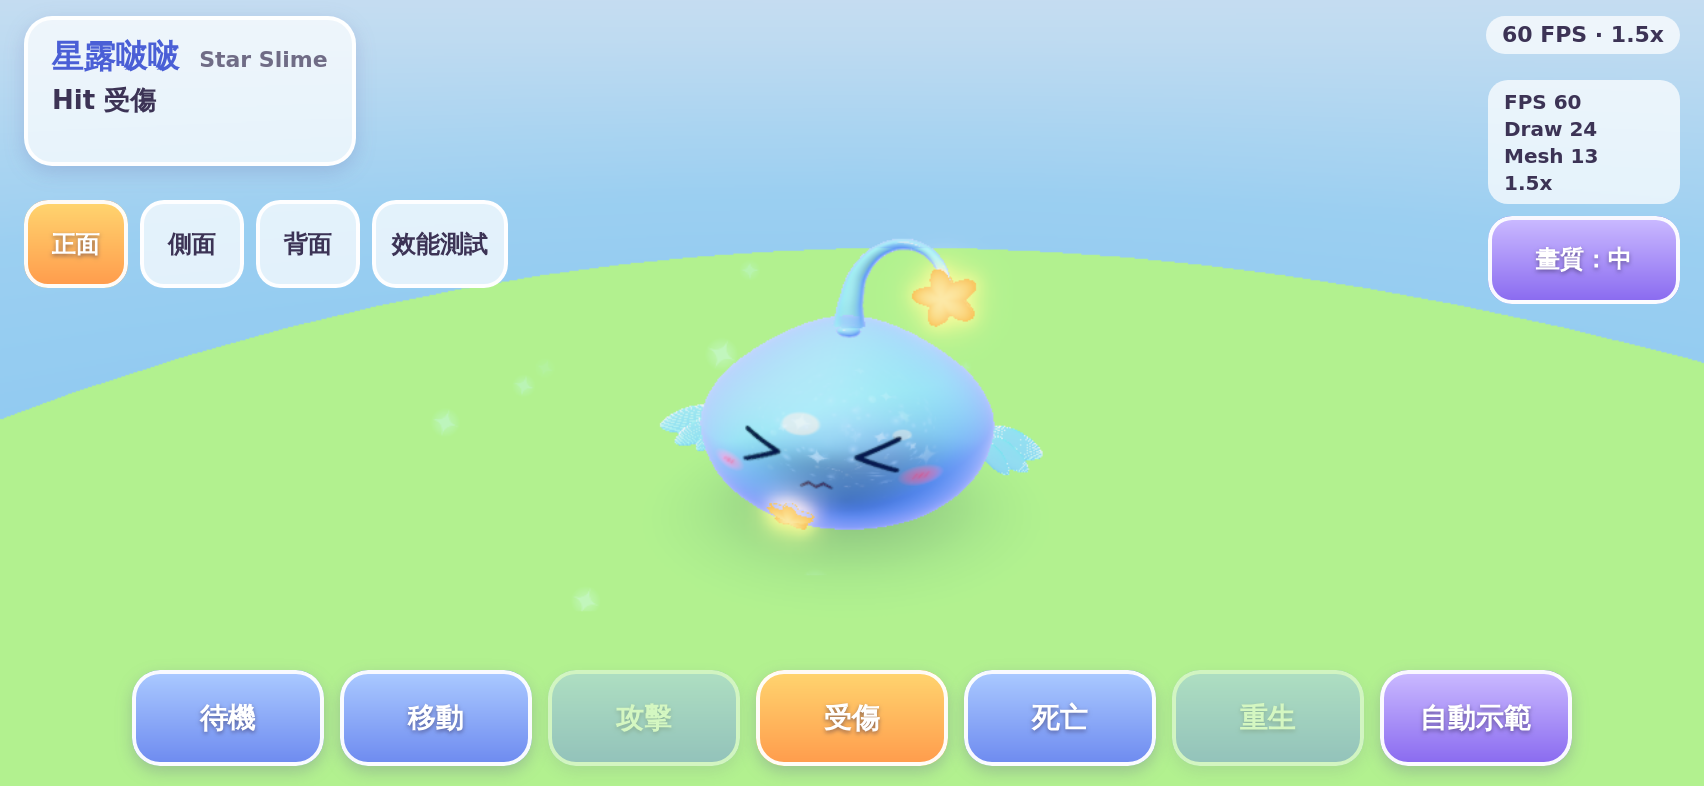 星露啵啵 Star Slime
Hit 受傷
60 FPS · 1.5x
FPS 60
Draw 24
Mesh 13
1.5x
正面 側面 背面 效能測試
畫質：中
待機 移動 攻擊 受傷 死亡 重生 自動示範